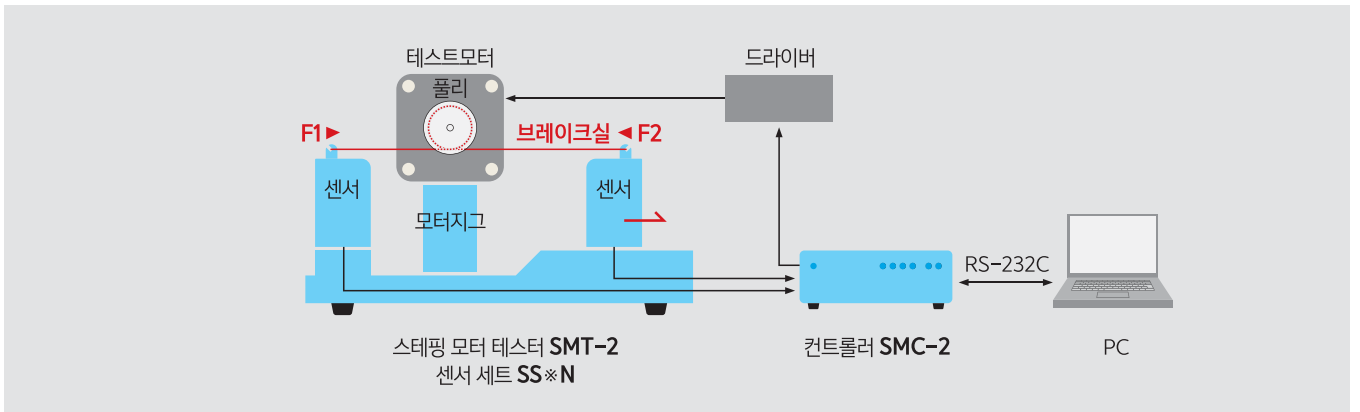 테스트모터
드라이버
풀리
F1 ▶
브레이크실 ◀ F2
센서
센서
모터지그
RS-232C
스테핑 모터 테스터 SMT-2
센서 세트 SS※N
컨트롤러 SMC-2
PC